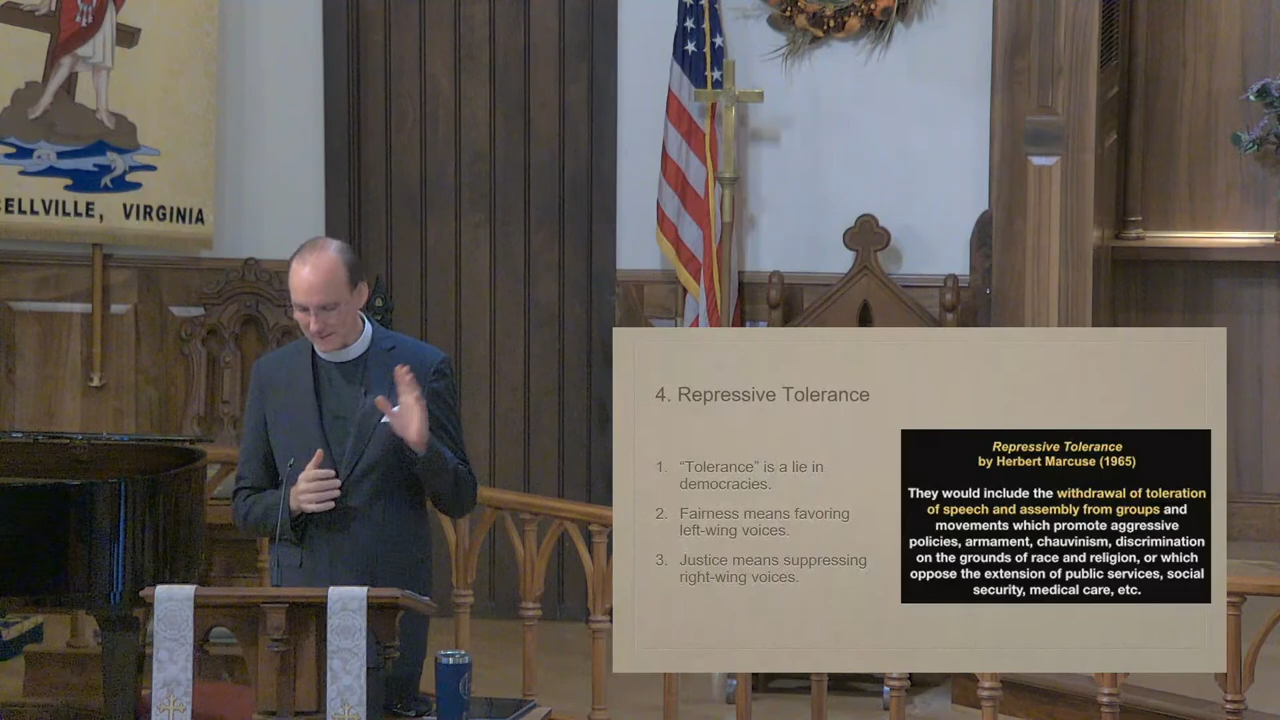 ELLVILLE, VIRGINIA
4. Repressive Tolerance
1. “Tolerance” is a lie in
democracies.
2. Fairness means favoring
left-wing voices.
3. Justice means suppressing
right-wing voices.
Repressive Tolerance
by Herbert Marcuse (1965)
They would include the withdrawal of toleration
of speech and assembly from groups and
movements which promote aggressive
policies, armament, chauvinism, discrimination
on the grounds of race and religion, or which
oppose the extension of public services, social
security, medical care, etc.